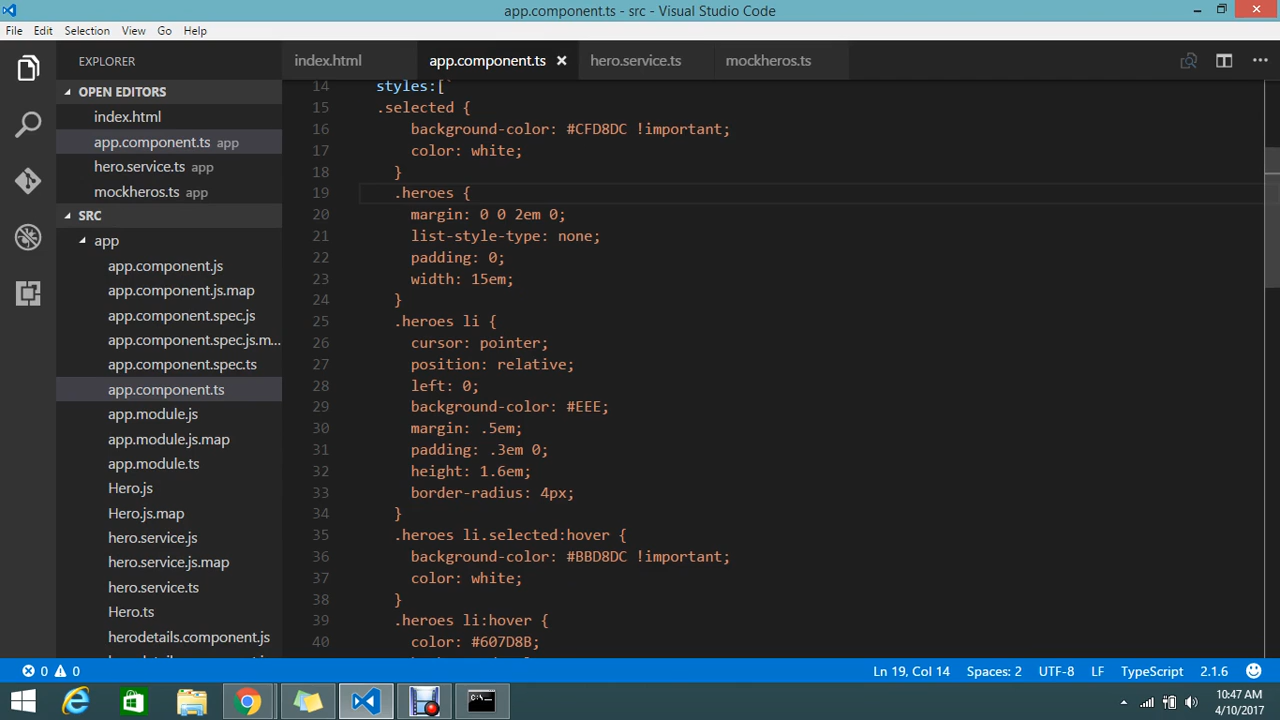 app.component.ts - src - Visual Studio Code
File Edit Selection View Go Help
EXPLORER
index.html
app.component.ts
hero.service.ts
mockheros.ts
OPEN EDITORS
index.html
app.component.ts app
hero.service.ts app
mockheros.ts app
SRC
app
app.component.js
app.component.js.map
app.component.spec.js
app.component.spec.js.m...
app.component.spec.ts
app.component.ts
app.module.js
app.module.js.map
app.module.ts
Hero.js
Hero.js.map
hero.service.js
hero.service.js.map
hero.service.ts
Hero.ts
herodetails.component.js
14 styles:[`
15 .selected {
16 background-color: #CFD8DC !important;
17 color: white;
18 }
19 .heroes {
20 margin: 0 0 2em 0;
21 list-style-type: none;
22 padding: 0;
23 width: 15em;
24 }
25 .heroes li {
26 cursor: pointer;
27 position: relative;
28 left: 0;
29 background-color: #EEE;
30 margin: .5em;
31 padding: .3em 0;
32 height: 1.6em;
33 border-radius: 4px;
34 }
35 .heroes li.selected:hover {
36 background-color: #BBD8DC !important;
37 color: white;
38 }
39 .heroes li:hover {
40 color: #607D8B;
0 0
Ln 19, Col 14 Spaces: 2 UTF-8 LF TypeScript 2.1.6
10:47 AM
4/10/2017